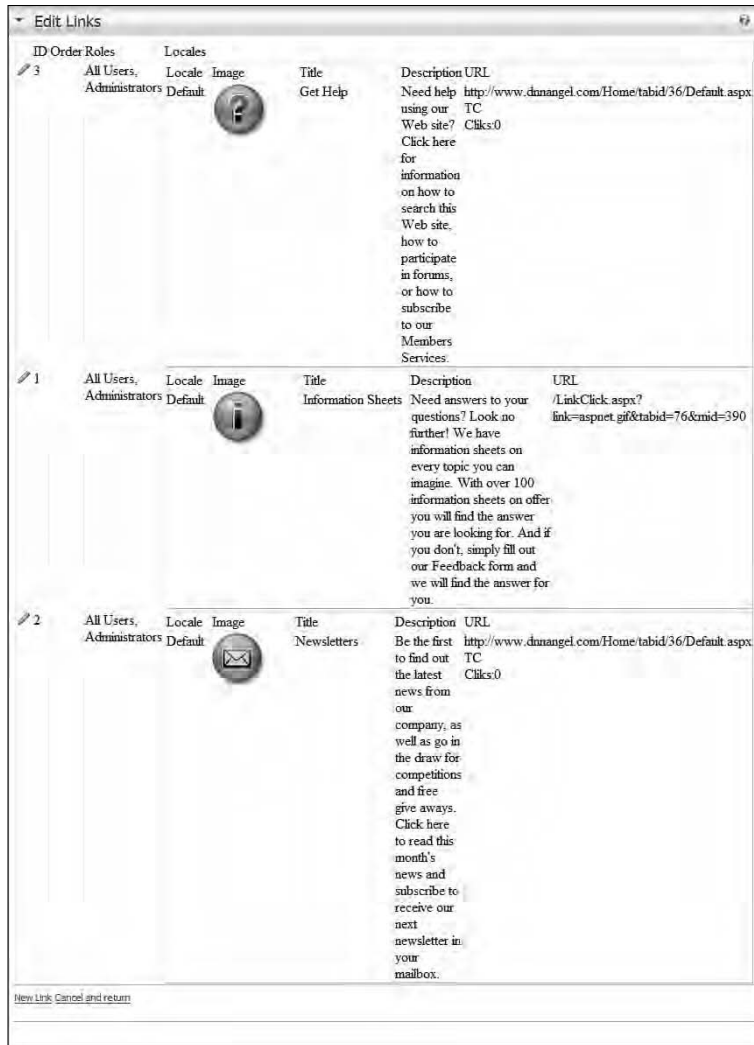 Edit Links
ID Order Roles Locales
3 All Users, Administrators
Locale Image Title Description URL
Default Get Help
Need help
using our
Web site?
Click here
for
information
on how to
search this
Web site,
how to
participate
in forums,
or how to
subscribe
to our
Members
Services.
http://www.dnnangel.com/Home/tabid/36/Default.aspx
TC
Cliks:0
1 All Users, Administrators
Locale Image Title Description URL
Default Information Sheets
Need answers to your
questions? Look no
further! We have
information sheets on
every topic you can
imagine. With over 100
information sheets on offer
you will find the answer
you are looking for. And if
you don't, simply fill out
our Feedback form and
we will find the answer for
you.
/LinkClick.aspx?
link=aspnet.gif&tabid=76&mid=390
2 All Users, Administrators
Locale Image Title Description URL
Default Newsletters
Be the first
to find out
the latest
news from
our
company, as
well as go in
the draw for
competitions
and free
give aways.
Click here
to read this
month's
news and
subscribe to
receive our
next
newsletter in
your
mailbox.
http://www.dnnangel.com/Home/tabid/36/Default.aspx
TC
Cliks:0
New Link Cancel and return